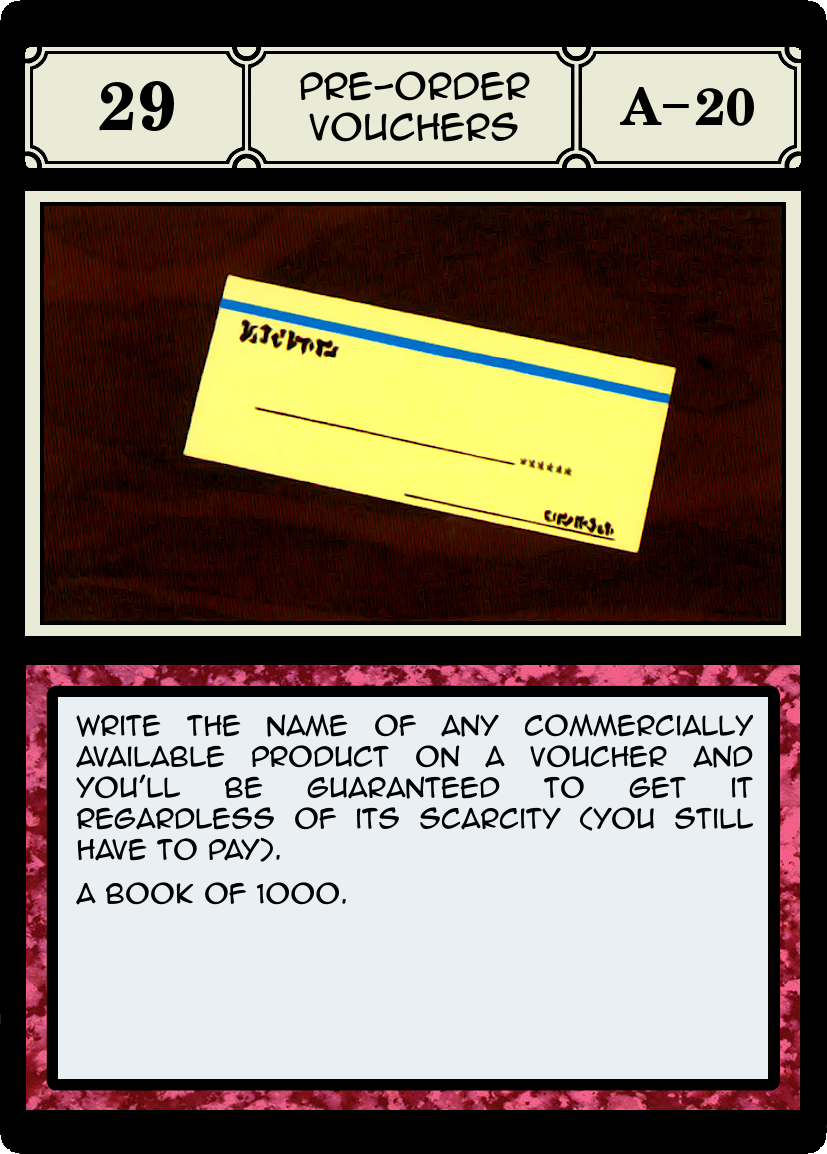 29
PRE-ORDER
VOUCHERS
A-20
WRITE THE NAME OF ANY COMMERCIALLY
AVAILABLE PRODUCT ON A VOUCHER AND
YOU'LL BE GUARANTEED TO GET IT
REGARDLESS OF ITS SCARCITY (YOU STILL
HAVE TO PAY).
A BOOK OF 1000.